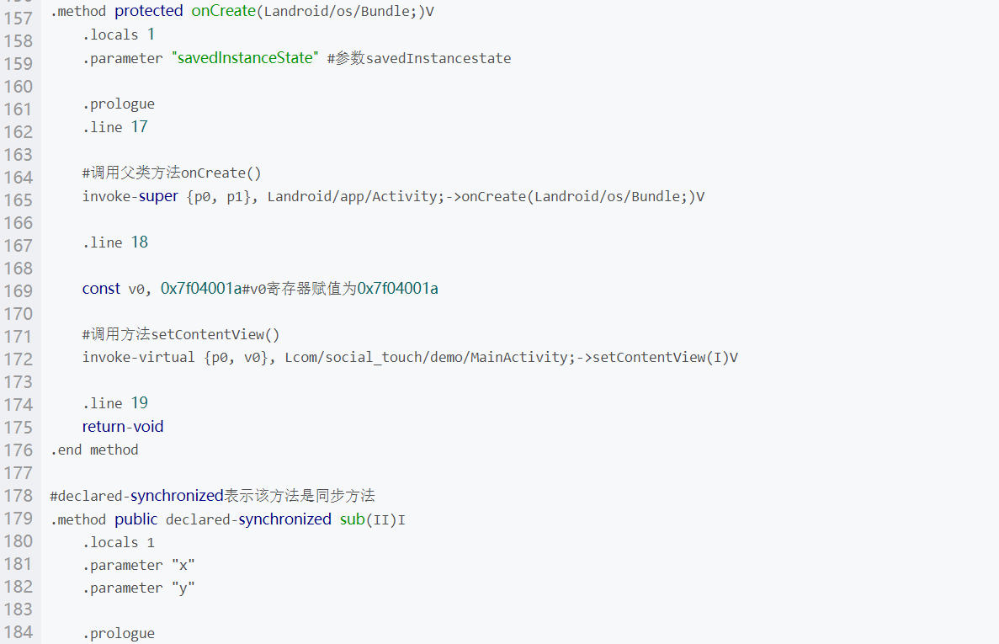 157 .method protected onCreate(Landroid/os/Bundle;)V
158     .locals 1
159     .parameter "savedInstanceState" #参数savedInstancestate
160
161     .prologue
162     .line 17
163
164     #调用父类方法onCreate()
165     invoke-super {p0, p1}, Landroid/app/Activity;->onCreate(Landroid/os/Bundle;)V
166
167     .line 18
168
169     const v0, 0x7f04001a#v0寄存器赋值为0x7f04001a
170
171     #调用方法setContentView()
172     invoke-virtual {p0, v0}, Lcom/social_touch/demo/MainActivity;->setContentView(I)V
173
174     .line 19
175     return-void
176 .end method
177
178 #declared-synchronized表示该方法是同步方法
179 .method public declared-synchronized sub(II)I
180     .locals 1
181     .parameter "x"
182     .parameter "y"
183
184     .prologue